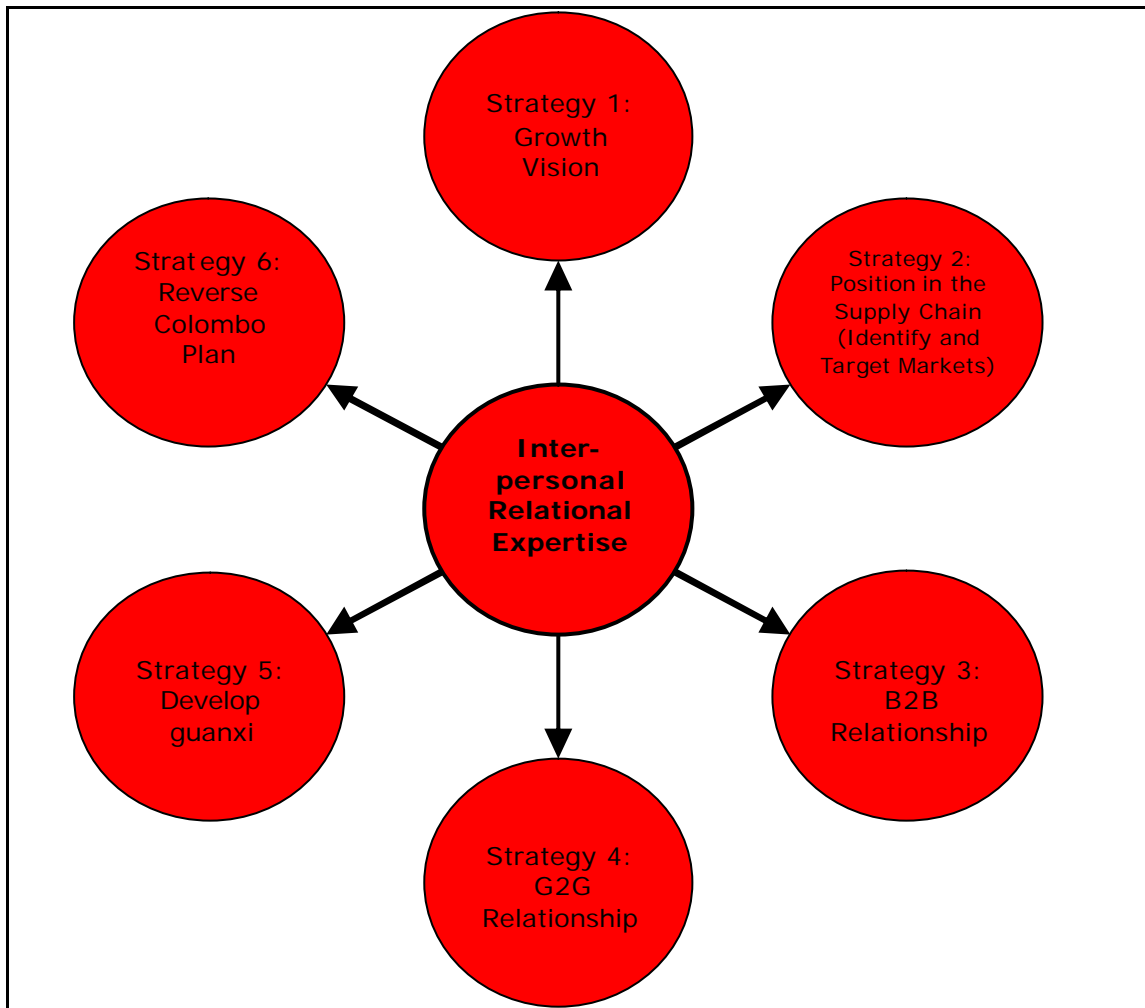 Strategy 1:
Growth
Vision
Strategy 6:
Reverse
Colombo
Plan
Strategy 2:
Position in the
Supply Chain
(Identify and
Target Markets)
Inter-
personal
Relational
Expertise
Strategy 5:
Develop
guanxi
Strategy 3:
B2B
Relationship
Strategy 4:
G2G
Relationship